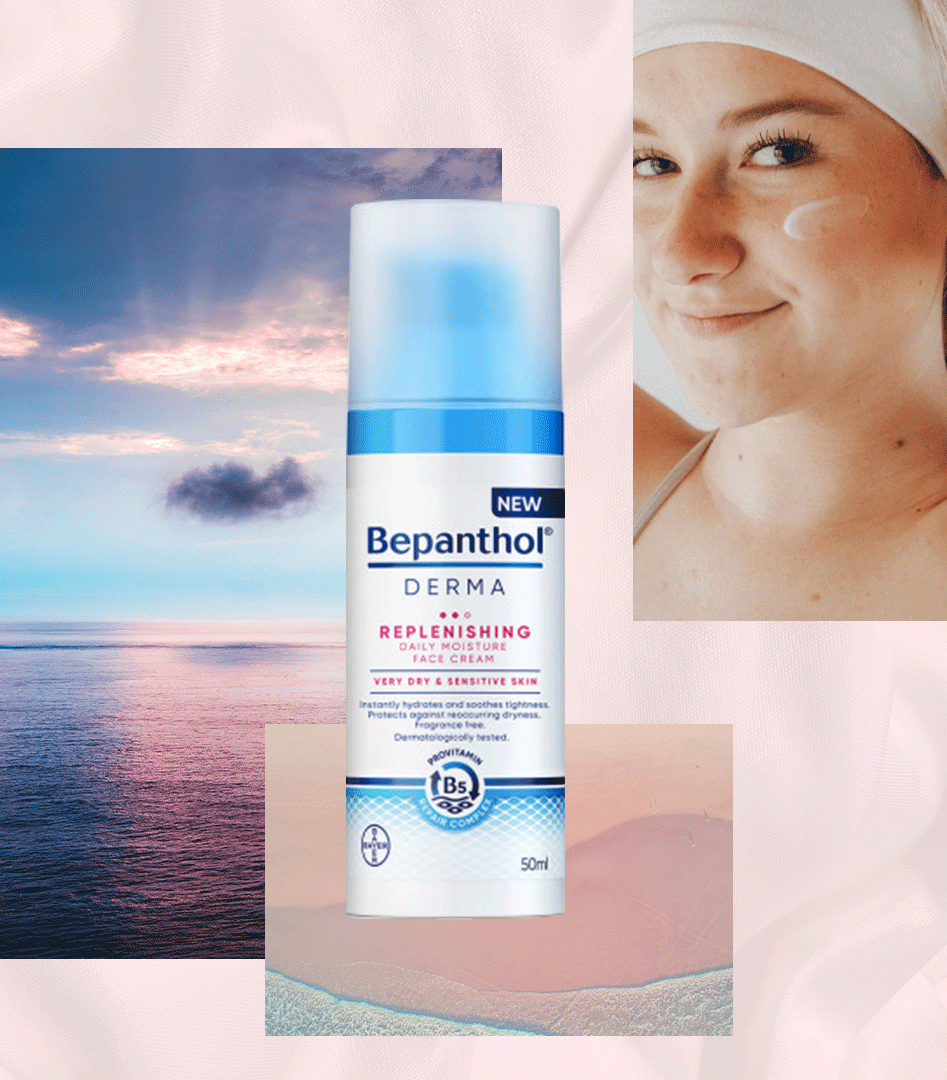 NEW
Bepanthol®
DERMA
REPLENISHING
DAILY MOISTURE
FACE CREAM
VERY DRY & SENSITIVE SKIN
Instantly hydrates and soothes tightness.
Protects against reoccurring dryness.
Fragrance free.
Dermatologically tested.
PROVITAMIN
B5
REPAIR COMPLEX
BAYER
BAYER
50ml